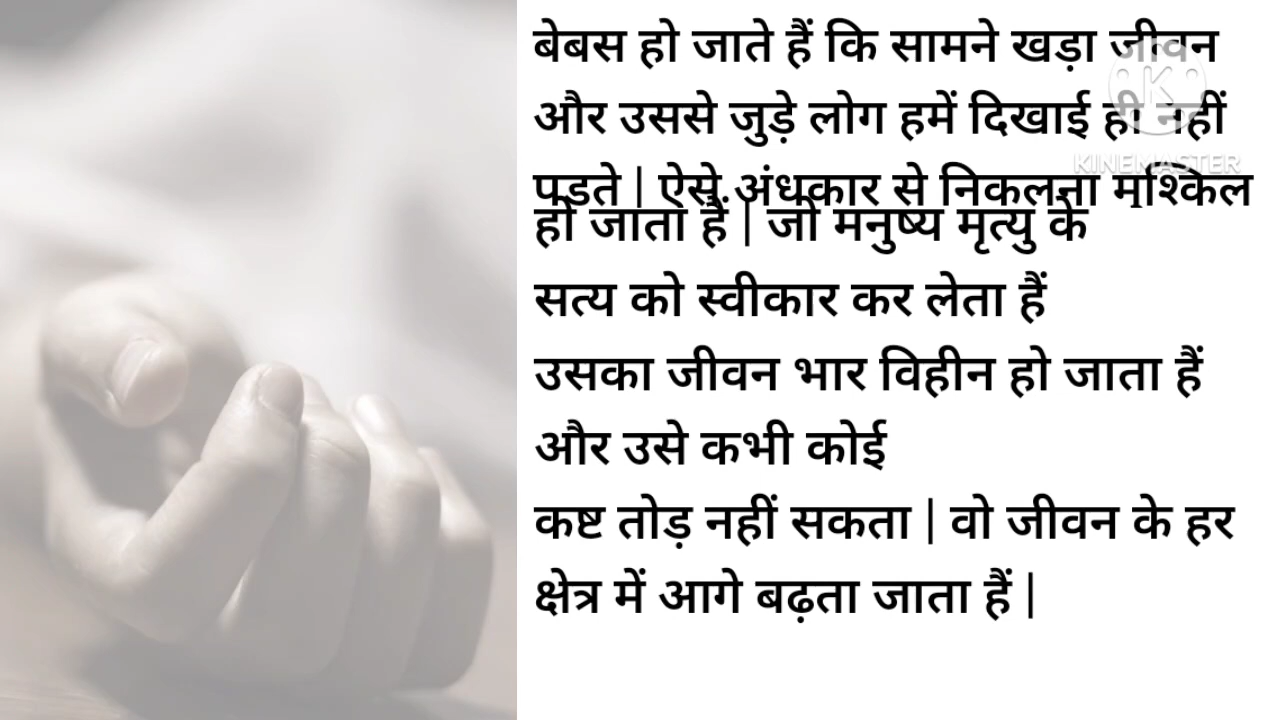 बेबस हो जाते हैं कि सामने खड़ा जीवन
और उससे जुड़े लोग हमें दिखाई ही नहीं
पड़ते | ऐसे अंधकार से निकलना मुश्किल
हो जाता हैं | जो मनुष्य मृत्यु के
सत्य को स्वीकार कर लेता हैं
उसका जीवन भार विहीन हो जाता हैं
और उसे कभी कोई
कष्ट तोड़ नहीं सकता | वो जीवन के हर
क्षेत्र में आगे बढ़ता जाता हैं |
K
KINEMASTER